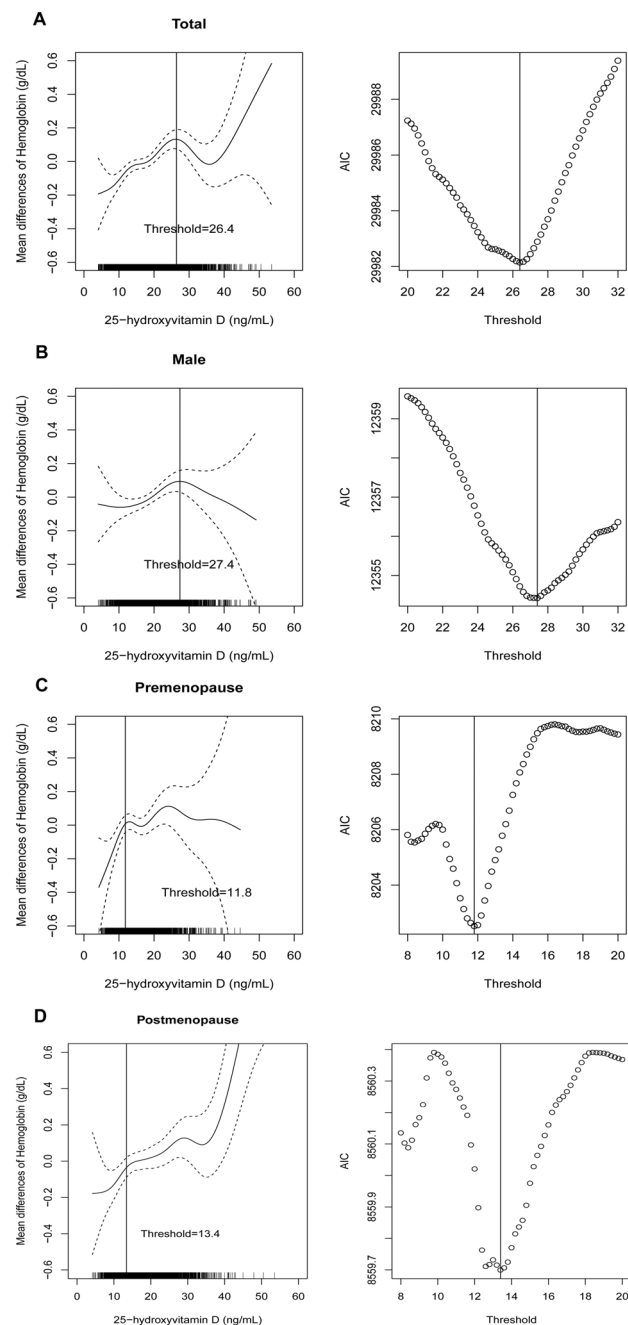 A
Total
Mean differences of Hemoglobin (g/dL)
0.6
0.4
0.2
0.0
−0.2
−0.4
−0.6
Threshold=26.4
0 10 20 30 40 50 60
25−hydroxyvitamin D (ng/mL)
AIC
29988
29986
29984
29982
20 22 24 26 28 30 32
Threshold
B
Male
Mean differences of Hemoglobin (g/dL)
0.6
0.4
0.2
0.0
−0.2
−0.4
−0.6
Threshold=27.4
0 10 20 30 40 50 60
25−hydroxyvitamin D (ng/mL)
AIC
12359
12357
12355
20 22 24 26 28 30 32
Threshold
C
Premenopause
Mean differences of Hemoglobin (g/dL)
0.6
0.4
0.2
0.0
−0.2
−0.4
−0.6
Threshold=11.8
0 10 20 30 40 50 60
25−hydroxyvitamin D (ng/mL)
AIC
8210
8208
8206
8204
8 10 12 14 16 18 20
Threshold
D
Postmenopause
Mean differences of Hemoglobin (g/dL)
0.6
0.4
0.2
0.0
−0.2
−0.4
−0.6
Threshold=13.4
0 10 20 30 40 50 60
25−hydroxyvitamin D (ng/mL)
AIC
8560.3
8560.1
8559.9
8559.7
8 10 12 14 16 18 20
Threshold